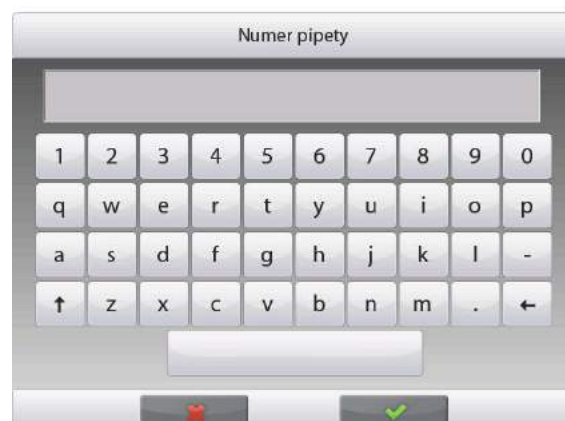 Numer pipety
1 2 3 4 5 6 7 8 9 0
q w e r t y u i o p
a s d f g h j k l -
↑ z x c v b n m . ←